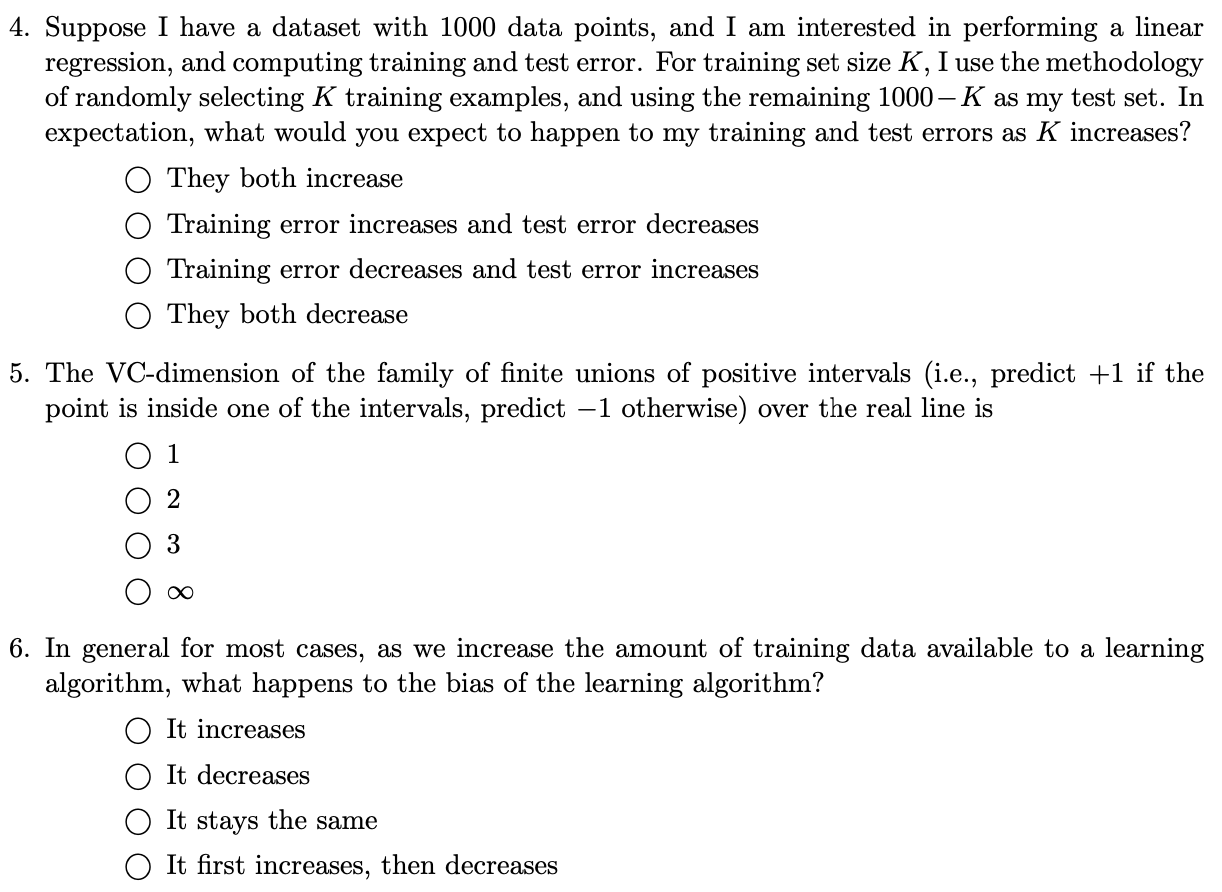 4. Suppose I have a dataset with 1000 data points, and I am interested in performing a linear
regression, and computing training and test error. For training set size K, I use the methodology
of randomly selecting K training examples, and using the remaining 1000 − K as my test set. In
expectation, what would you expect to happen to my training and test errors as K increases?
○ They both increase
○ Training error increases and test error decreases
○ Training error decreases and test error increases
○ They both decrease
5. The VC-dimension of the family of finite unions of positive intervals (i.e., predict +1 if the
point is inside one of the intervals, predict −1 otherwise) over the real line is
○ 1
○ 2
○ 3
○ ∞
6. In general for most cases, as we increase the amount of training data available to a learning
algorithm, what happens to the bias of the learning algorithm?
○ It increases
○ It decreases
○ It stays the same
○ It first increases, then decreases